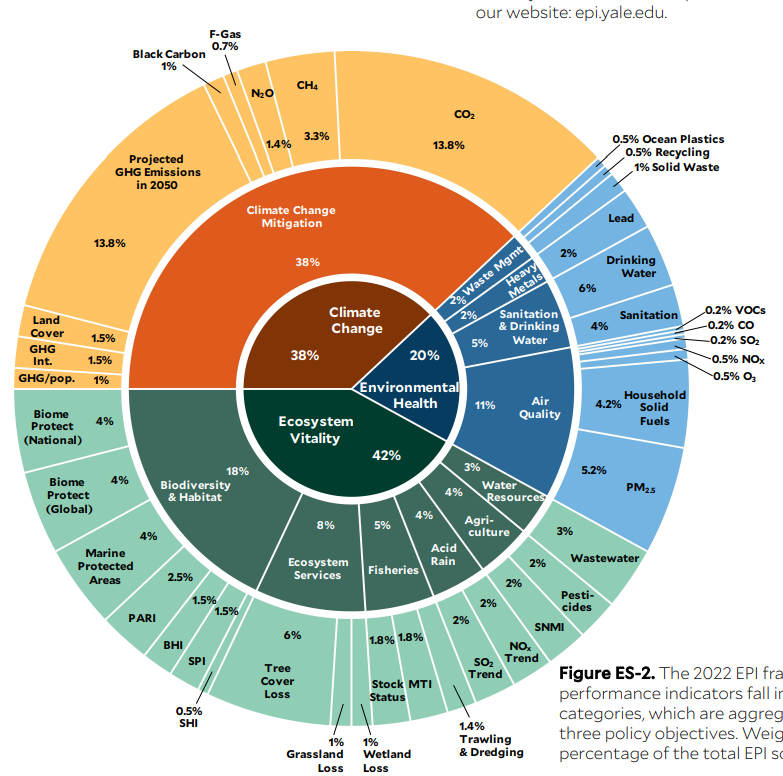 our website: epi.yale.edu.
F-Gas
0.7%
Black Carbon
1%
N₂O
1.4%
CH₄
3.3%
CO₂
13.8%
Projected
GHG Emissions
in 2050
13.8%
Land
Cover
1.5%
GHG
Int.
1.5%
GHG/pop.
1%
Climate Change
Mitigation
38%
Climate
Change
38%
0.5% Ocean Plastics
0.5% Recycling
1% Solid Waste
Lead
2%
Drinking
Water
6%
Sanitation
4%
0.2% VOCs
0.2% CO
0.2% SO₂
0.5% NOₓ
0.5% O₃
Household
Solid
Fuels
4.2%
5.2%
PM₂.₅
Waste Mgmt
2%
Heavy
Metals
2%
Sanitation
& Drinking
Water
5%
Air
Quality
11%
20%
Environmental
Health
Ecosystem
Vitality
42%
18%
Biodiversity
& Habitat
8%
Ecosystem
Services
5%
Fisheries
4%
Acid
Rain
4%
Agri-
culture
3%
Water
Resources
Biome
Protect
(National)
4%
Biome
Protect
(Global)
4%
4%
Marine
Protected
Areas
2.5%
PARI
1.5%
BHI
1.5%
SPI
0.5%
SHI
6%
Tree
Cover
Loss
1%
Grassland
Loss
1%
Wetland
Loss
1.8%
Stock
Status
1.8%
MTI
1.4%
Trawling
& Dredging
2%
SO₂
Trend
2%
NOₓ
Trend
2%
SNMI
2%
Pesti-
cides
3%
Wastewater
Figure ES-2. The 2022 EPI fra
performance indicators fall in
categories, which are aggreg
three policy objectives. Weig
percentage of the total EPI sc